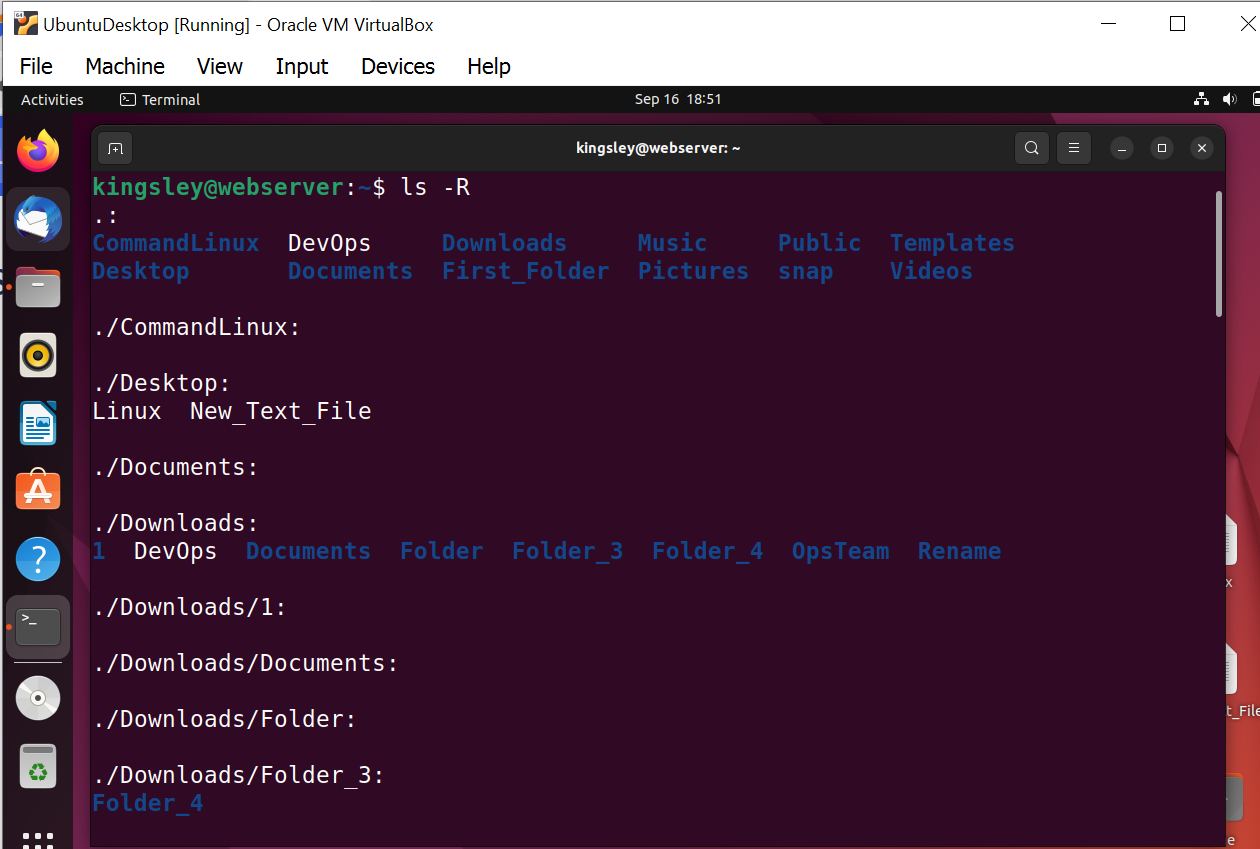 UbuntuDesktop [Running] - Oracle VM VirtualBox
File Machine View Input Devices Help
Activities Terminal Sep 16 18:51
kingsley@webserver: ~
kingsley@webserver:~$ ls -R
.:
CommandLinux DevOps Downloads Music Public Templates
Desktop Documents First_Folder Pictures snap Videos
./CommandLinux:
./Desktop:
Linux New_Text_File
./Documents:
./Downloads:
1 DevOps Documents Folder Folder_3 Folder_4 OpsTeam Rename
./Downloads/1:
./Downloads/Documents:
./Downloads/Folder:
./Downloads/Folder_3:
Folder_4